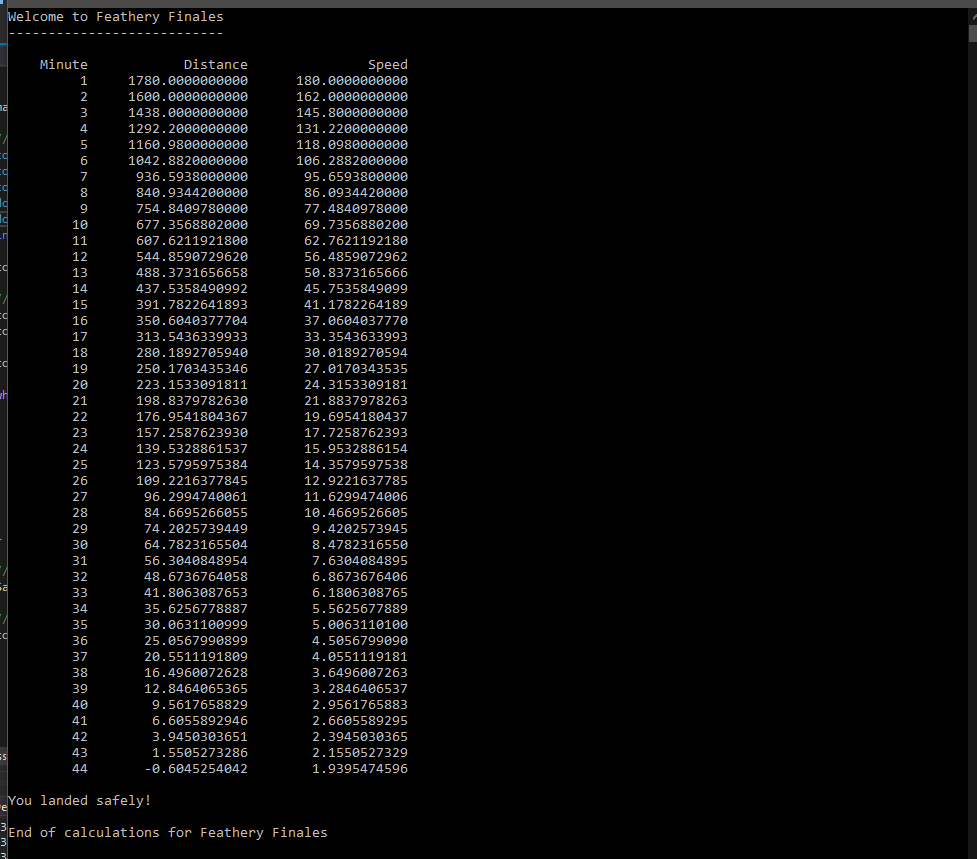 Welcome to Feathery Finales
---------------------------
Minute Distance Speed
1 1780.0000000000 180.0000000000
2 1600.0000000000 162.0000000000
3 1438.0000000000 145.8000000000
4 1292.2000000000 131.2200000000
5 1160.9800000000 118.0980000000
6 1042.8820000000 106.2882000000
7 936.5938000000 95.6593800000
8 840.9344200000 86.0934420000
9 754.8409780000 77.4840978000
10 677.3568802000 69.7356880200
11 607.6211921800 62.7621192180
12 544.8590729620 56.4859072962
13 488.3731656658 50.8373165666
14 437.5358490992 45.7535849099
15 391.7822641893 41.1782264189
16 350.6040377704 37.0604037770
17 313.5436339933 33.3543633993
18 280.1892705940 30.0189270594
19 250.1703435346 27.0170343535
20 223.1533091811 24.3153309181
21 198.8379782630 21.8837978263
22 176.9541804367 19.6954180437
23 157.2587623930 17.7258762393
24 139.5328861537 15.9532886154
25 123.5795975384 14.3579597538
26 109.2216377845 12.9221637785
27 96.2994740061 11.6299474006
28 84.6695266055 10.4669526605
29 74.2025739449 9.4202573945
30 64.7823165504 8.4782316550
31 56.3040848954 7.6304084895
32 48.6736764058 6.8673676406
33 41.8063087653 6.1806308765
34 35.6256778887 5.5625677889
35 30.0631100999 5.0063110100
36 25.0567990899 4.5056799090
37 20.5511191809 4.0551119181
38 16.4960072628 3.6496007263
39 12.8464065365 3.2846406537
40 9.5617658829 2.9561765883
41 6.6055892946 2.6605589295
42 3.9450303651 2.3945030365
43 1.5505273286 2.1550527329
44 -0.6045254042 1.9395474596
You landed safely!
End of calculations for Feathery Finales